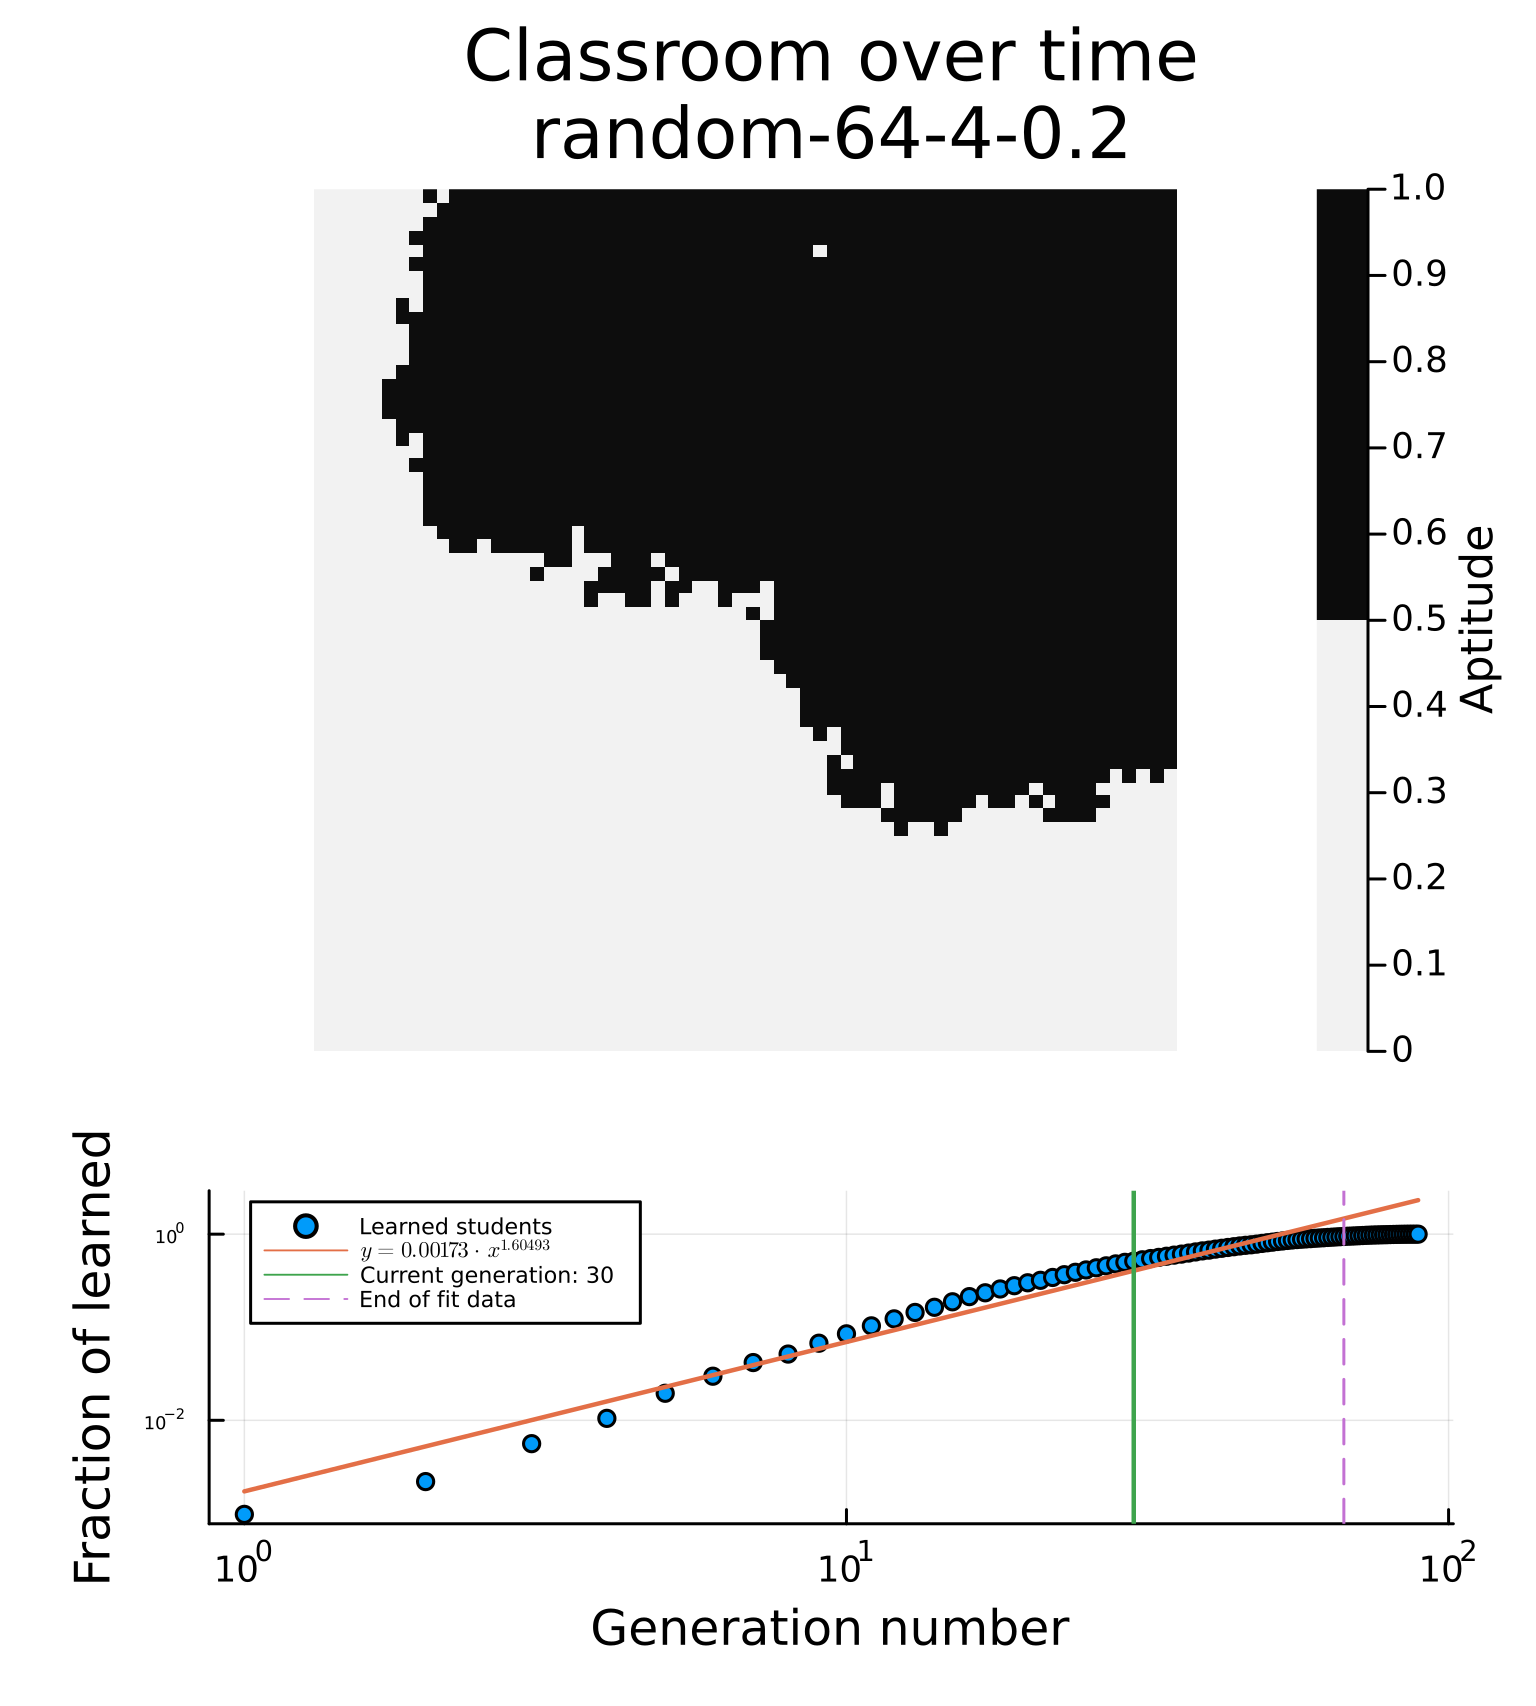 Classroom over time
random-64-4-0.2
1.0
0.9
0.8
0.7
0.6
0.5
0.4
0.3
0.2
0.1
0
Aptitude
Fraction of learned
10^0
10^-2
Learned students
y = 0.00173 · x^1.60493
Current generation: 30
End of fit data
10^0
10^1
10^2
Generation number